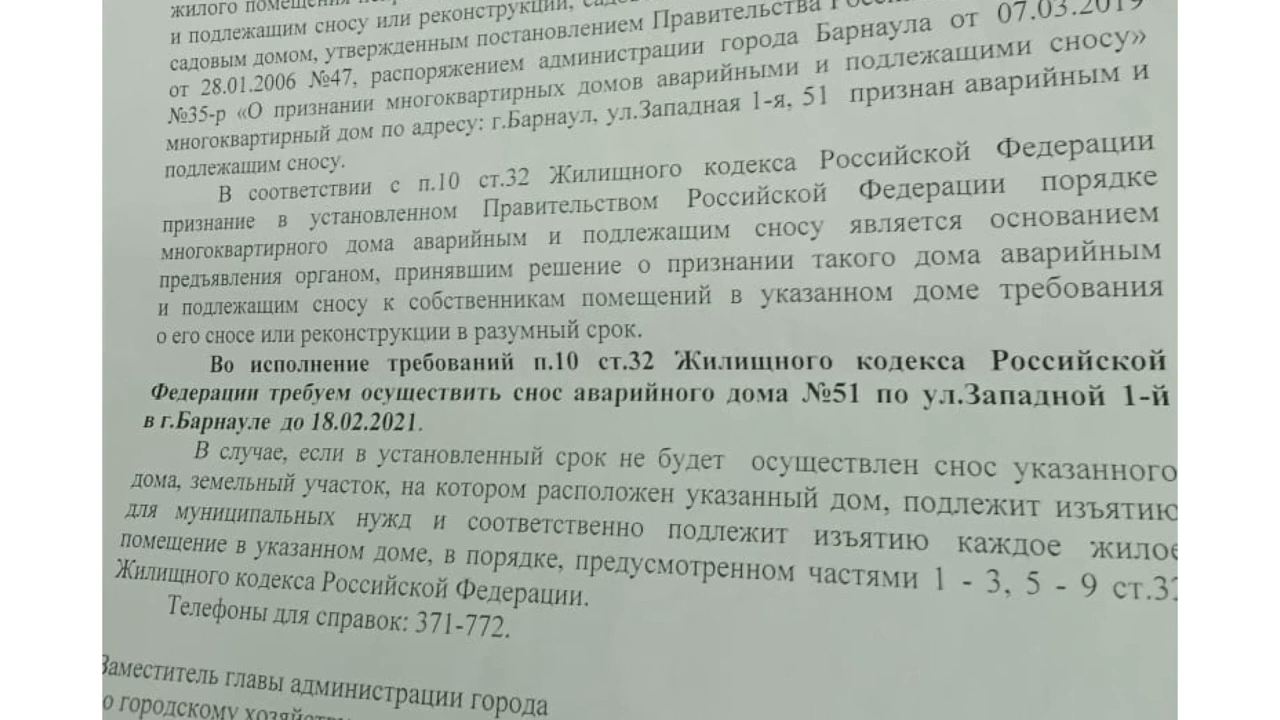 жилого помещения
и подлежащим сносу или реконструкции,
садовым домом, утвержденным постановлением Правительства
от 28.01.2006 №47, распоряжением администрации города Барнаула от 07.03.2019
№35-р «О признании многоквартирных домов аварийными и подлежащими сносу»
многоквартирный дом по адресу: г.Барнаул, ул.Западная 1-я, 51 признан аварийным и
подлежащим сносу.
В соответствии с п.10 ст.32 Жилищного кодекса Российской Федерации
признание в установленном Правительством Российской Федерации порядке
многоквартирного дома аварийным и подлежащим сносу является основанием
предъявления органом, принявшим решение о признании такого дома аварийным
и подлежащим сносу к собственникам помещений в указанном доме требования
о его сносе или реконструкции в разумный срок.
Во исполнение требований п.10 ст.32 Жилищного кодекса Российской
Федерации требуем осуществить снос аварийного дома №51 по ул.Западной 1-й
в г.Барнауле до 18.02.2021.
В случае, если в установленный срок не будет осуществлен снос указанного
дома, земельный участок, на котором расположен указанный дом, подлежит изъятию
для муниципальных нужд и соответственно подлежит изъятию каждое жилое
помещение в указанном доме, в порядке, предусмотренном частями 1 - 3, 5 - 9 ст.32
Жилищного кодекса Российской Федерации.
Телефоны для справок: 371-772.
Заместитель главы администрации города
по городскому